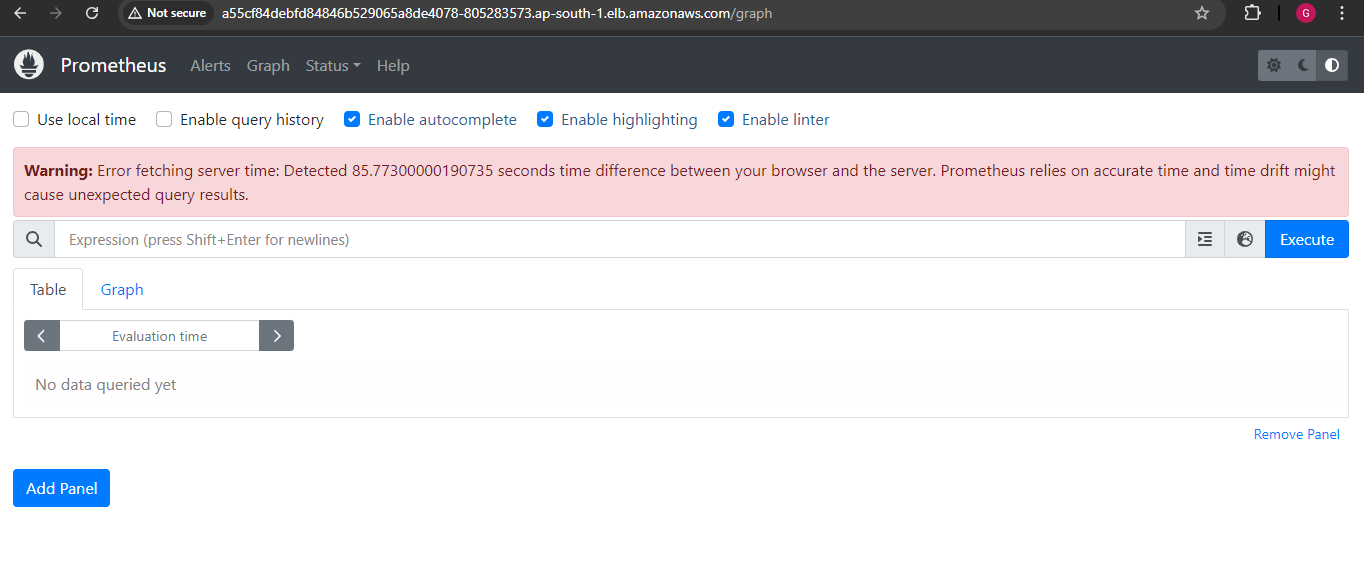 Not secure a55cf84debfd84846b529065a8de4078-805283573.ap-south-1.elb.amazonaws.com/graph G
Prometheus Alerts Graph Status Help
Use local time Enable query history Enable autocomplete Enable highlighting Enable linter
Warning: Error fetching server time: Detected 85.77300000190735 seconds time difference between your browser and the server. Prometheus relies on accurate time and time drift might
cause unexpected query results.
Expression (press Shift+Enter for newlines) Execute
Table Graph
Evaluation time
No data queried yet
Remove Panel
Add Panel